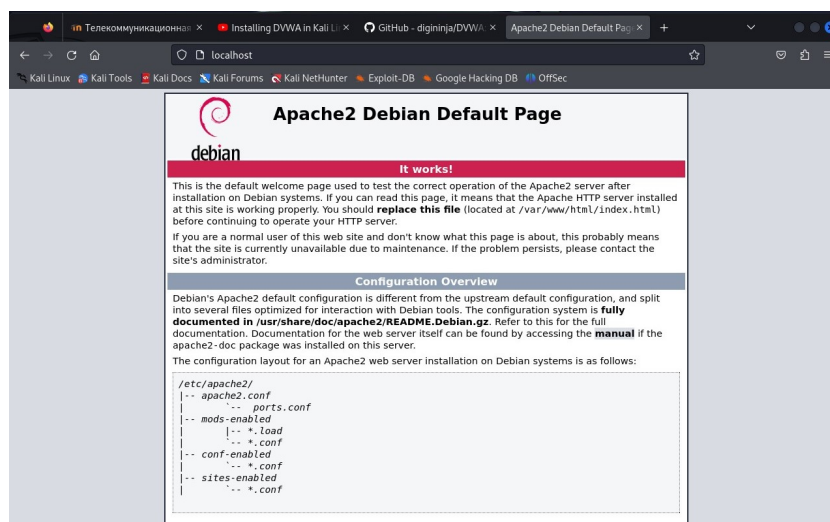 in Телекоммуникационная ×
Installing DVWA in Kali Li ×
GitHub - digininja/DVWA: ×
Apache2 Debian Default Page ×
localhost
Kali Linux
Kali Tools
Kali Docs
Kali Forums
Kali NetHunter
Exploit-DB
Google Hacking DB
OffSec
debian
Apache2 Debian Default Page
It works!
This is the default welcome page used to test the correct operation of the Apache2 server after
installation on Debian systems. If you can read this page, it means that the Apache HTTP server installed
at this site is working properly. You should replace this file (located at /var/www/html/index.html)
before continuing to operate your HTTP server.
If you are a normal user of this web site and don't know what this page is about, this probably means
that the site is currently unavailable due to maintenance. If the problem persists, please contact the
site's administrator.
Configuration Overview
Debian's Apache2 default configuration is different from the upstream default configuration, and split
into several files optimized for interaction with Debian tools. The configuration system is fully
documented in /usr/share/doc/apache2/README.Debian.gz. Refer to this for the full
documentation. Documentation for the web server itself can be found by accessing the manual if the
apache2-doc package was installed on this server.
The configuration layout for an Apache2 web server installation on Debian systems is as follows:
/etc/apache2/
|-- apache2.conf
|       `--  ports.conf
|-- mods-enabled
|       |-- *.load
|       `-- *.conf
|-- conf-enabled
|       `-- *.conf
|-- sites-enabled
|       `-- *.conf